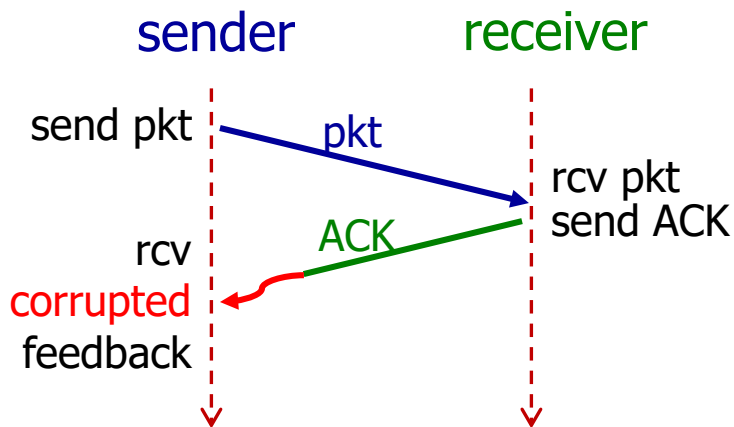 sender
receiver
send pkt
pkt
rcv pkt
send ACK
ACK
rcv
corrupted
feedback